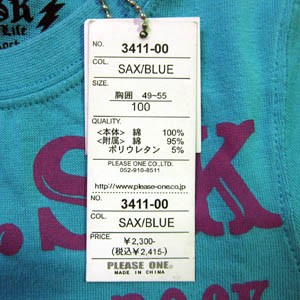 SK
Life
NO. 3411-00
COL. SAX/BLUE
SIZE. 胸囲 49~55
100
QUALITY.
<本体> 綿 100%
<附属> 綿 95%
ポリウレタン 5%
PLEASE ONE CO.,LTD.
052-910-8511
http://www.please-one.co.jp
NO. 3411-00
COL. SAX/BLUE
PRICE. ¥2,300-
(税込¥2,415-)
PLEASE ONE.
MADE IN CHINA
.SK